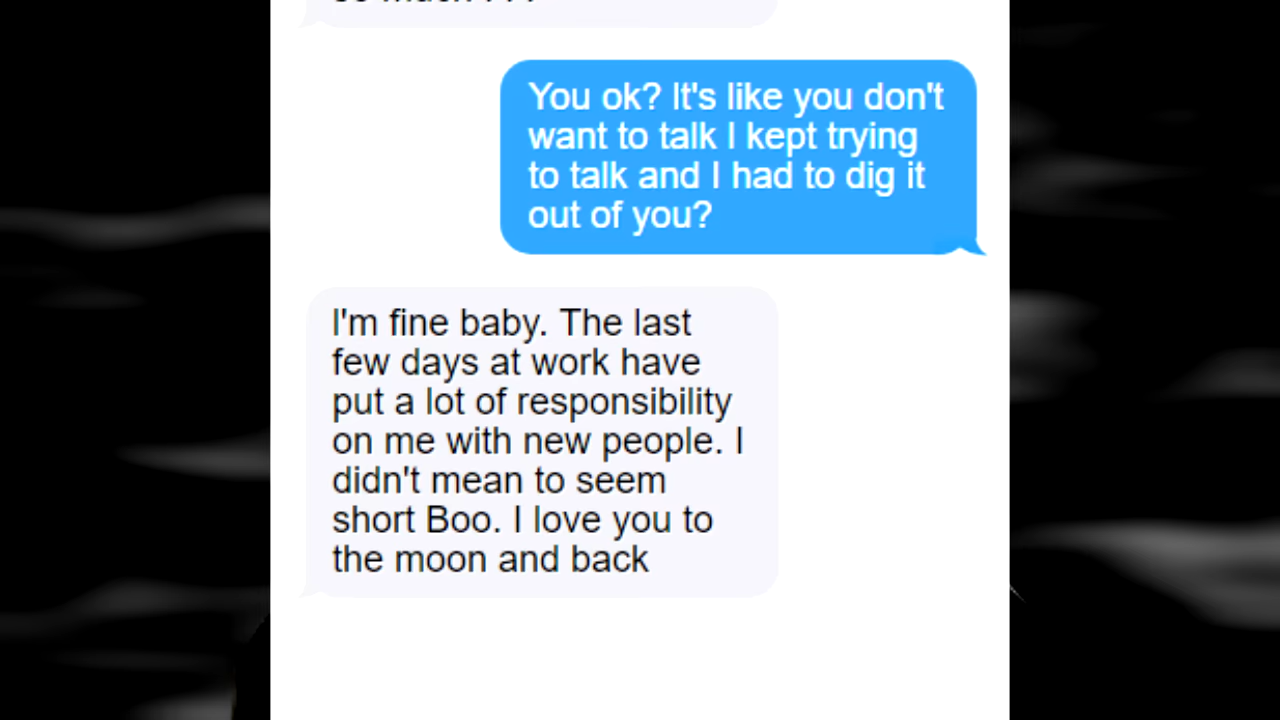 You ok? It's like you don't
want to talk I kept trying
to talk and I had to dig it
out of you?
I'm fine baby. The last
few days at work have
put a lot of responsibility
on me with new people. I
didn't mean to seem
short Boo. I love you to
the moon and back